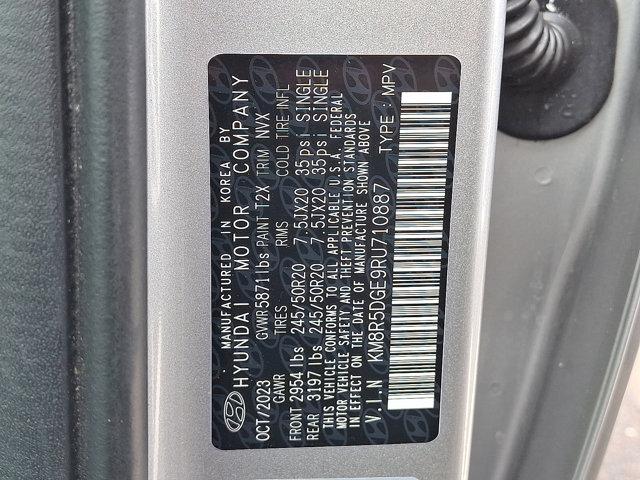 MANUFACTURED IN KOREA BY
HYUNDAI MOTOR COMPANY
OCT/2023 GVWR 5871 lbs PAINT T2X TRIM NVX
GAWR TIRES RIMS COLD TIRE INFL
FRONT 2954 lbs 245/50R20 7.5JX20 35psi SINGLE
REAR 3197 lbs 245/50R20 7.5JX20 35psi SINGLE
THIS VEHICLE CONFORMS TO ALL APPLICABLE U.S.A. FEDERAL
MOTOR VEHICLE SAFETY AND THEFT PREVENTION STANDARDS
IN EFFECT ON THE DATE OF MANUFACTURE SHOWN ABOVE
V.I.N KM8R5DGE9RU710887 TYPE : MPV